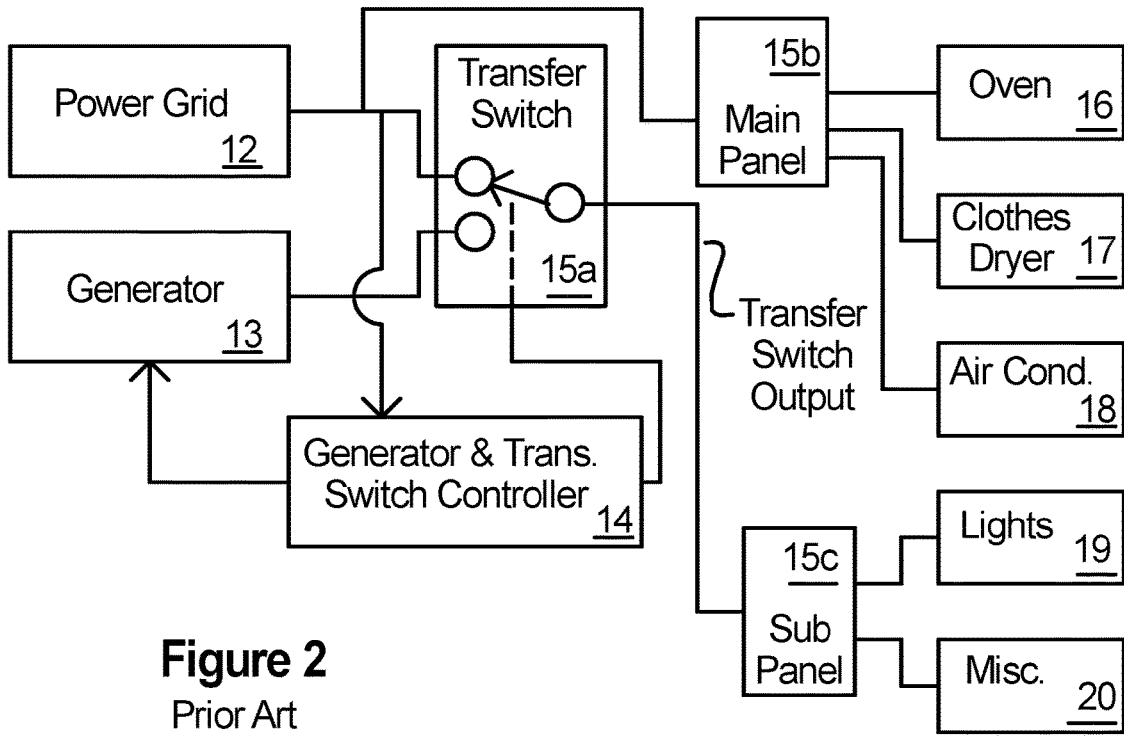 Power Grid
12
Generator
13
Transfer
Switch
15a
Generator & Trans.
Switch Controller
14
15b
Main
Panel
Oven
16
Clothes
Dryer
17
Air Cond.
18
Transfer
Switch
Output
15c
Sub
Panel
Lights
19
Misc.
20
Figure 2
Prior Art